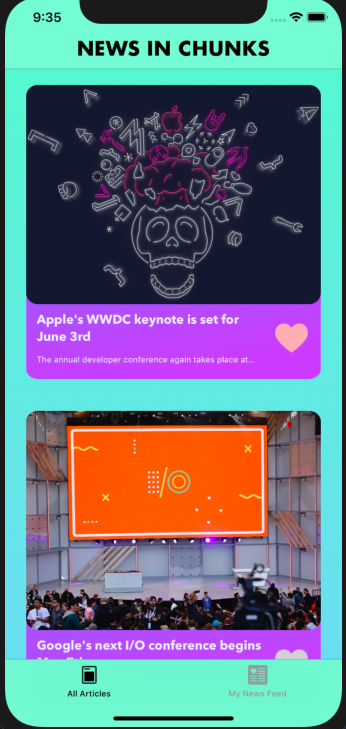 9:35
NEWS IN CHUNKS
Apple's WWDC keynote is set for
June 3rd
The annual developer conference again takes place at...
I/O
Google's next I/O conference begins
All Articles
My News Feed